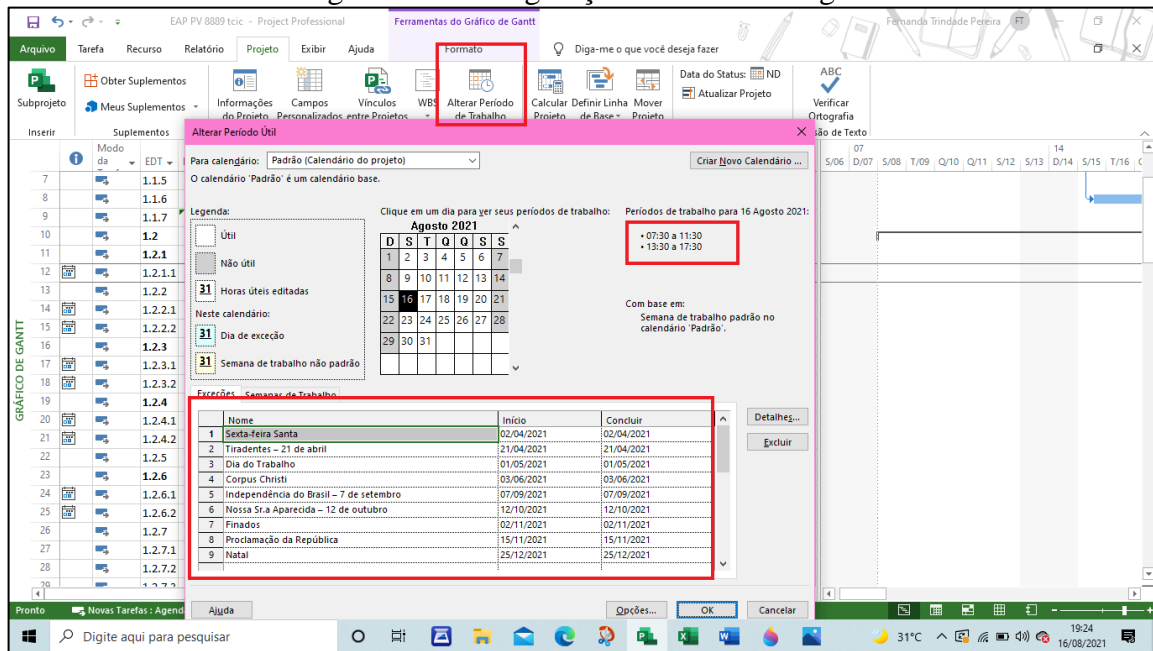 EAP PV 8889 tcic - Project Professional
Ferramentas do Gráfico de Gantt
Fernanda Trindade Pereira FT
Arquivo Tarefa Recurso Relatório Projeto Exibir Ajuda Formato Diga-me o que você deseja fazer
Subprojeto
Obter Suplementos
Meus Suplementos
Informações do Projeto
Campos Personalizados
Vínculos entre Projetos
WBS
Alterar Período de Trabalho
Calcular Projeto
Definir Linha de Base
Mover Projeto
Data do Status: ND
Atualizar Projeto
ABC
Verificar Ortografia
Inserir Suplementos
são de Texto
Alterar Período Útil
Para calendário: Padrão (Calendário do projeto)
Criar Novo Calendário ...
O calendário 'Padrão' é um calendário base.
Legenda:
Útil
Não útil
31 Horas úteis editadas
Neste calendário:
31 Dia de exceção
31 Semana de trabalho não padrão
Clique em um dia para ver seus períodos de trabalho:
Agosto 2021
D S T Q Q S S
1 2 3 4 5 6 7
8 9 10 11 12 13 14
15 16 17 18 19 20 21
22 23 24 25 26 27 28
29 30 31
Períodos de trabalho para 16 Agosto 2021:
• 07:30 a 11:30
• 13:30 a 17:30
Com base em:
Semana de trabalho padrão no
calendário 'Padrão'.
Exceções Semanas de Trabalho
Nome Início Concluir
1 Sexta-feira Santa 02/04/2021 02/04/2021
2 Tiradentes – 21 de abril 21/04/2021 21/04/2021
3 Dia do Trabalho 01/05/2021 01/05/2021
4 Corpus Christi 03/06/2021 03/06/2021
5 Independência do Brasil – 7 de setembro 07/09/2021 07/09/2021
6 Nossa Sr.a Aparecida – 12 de outubro 12/10/2021 12/10/2021
7 Finados 02/11/2021 02/11/2021
8 Proclamação da República 15/11/2021 15/11/2021
9 Natal 25/12/2021 25/12/2021
Detalhes...
Excluir
Ajuda Opções... OK Cancelar
Modo
da EDT
7 1.1.5
8 1.1.6
9 1.1.7
10 1.2
11 1.2.1
12 1.2.1.1
13 1.2.2
14 1.2.2.1
15 1.2.2.2
16 1.2.3
17 1.2.3.1
18 1.2.3.2
19 1.2.4
20 1.2.4.1
21 1.2.4.2
22 1.2.5
23 1.2.6
24 1.2.6.1
25 1.2.6.2
26 1.2.7
27 1.2.7.1
28 1.2.7.2
29 1.2.7.3
GRÁFICO DE GANTT
07 14
S/06 D/07 S/08 T/09 Q/10 Q/11 S/12 S/13 D/14 S/15 T/16
Pronto Novas Tarefas : Agend
Digite aqui para pesquisar
31°C
19:24
16/08/2021